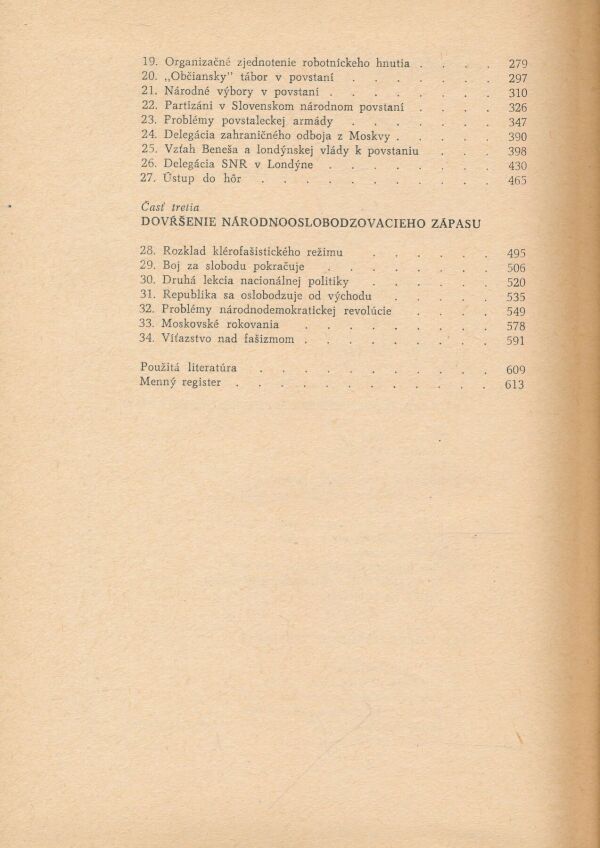 19. Organizačné zjednotenie robotníckeho hnutia . . . . 279
20. „Občiansky" tábor v povstaní . . . . . . . 297
21. Národné výbory v povstaní . . . . . . . . 310
22. Partizáni v Slovenskom národnom povstaní . . . . 326
23. Problémy povstaleckej armády . . . . . . . 347
24. Delegácia zahraničného odboja z Moskvy . . . . . 390
25. Vzťah Beneša a londýnskej vlády k povstaniu . . . 398
26. Delegácia SNR v Londýne . . . . . . . . 430
27. Ústup do hôr . . . . . . . . . . 465
Časť tretia
DOVŔŠENIE NÁRODNOOSLOBODZOVACIEHO ZÁPASU
28. Rozklad klérofašistického režimu . . . . . . 495
29. Boj za slobodu pokračuje . . . . . . . 506
30. Druhá lekcia nacionálnej politiky . . . . . . 520
31. Republika sa oslobodzuje od východu . . . . . 535
32. Problémy národnodemokratickej revolúcie . . . . 549
33. Moskovské rokovania . . . . . . . . 578
34. Víťazstvo nad fašizmom . . . . . . . . 591
Použitá literatúra . . . . . . . . . . 609
Menný register . . . . . . . . . . . 613